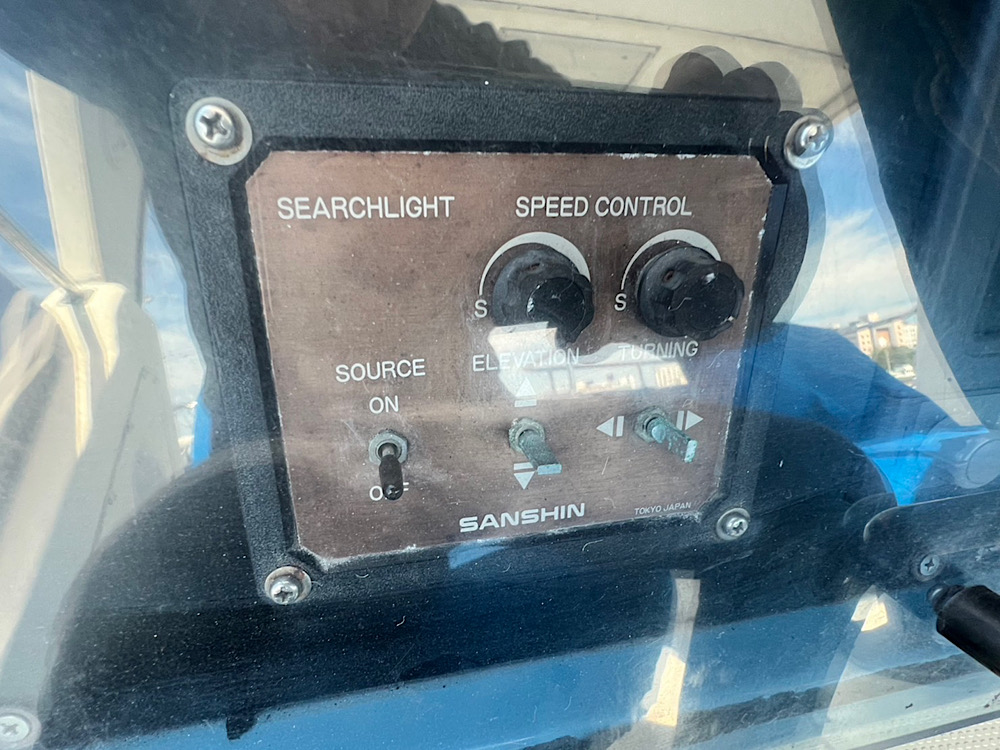 SEARCHLIGHT
SPEED CONTROL
S
S
ELEVATION
TURNING
SOURCE
ON
OFF
SANSHIN
TOKYO JAPAN